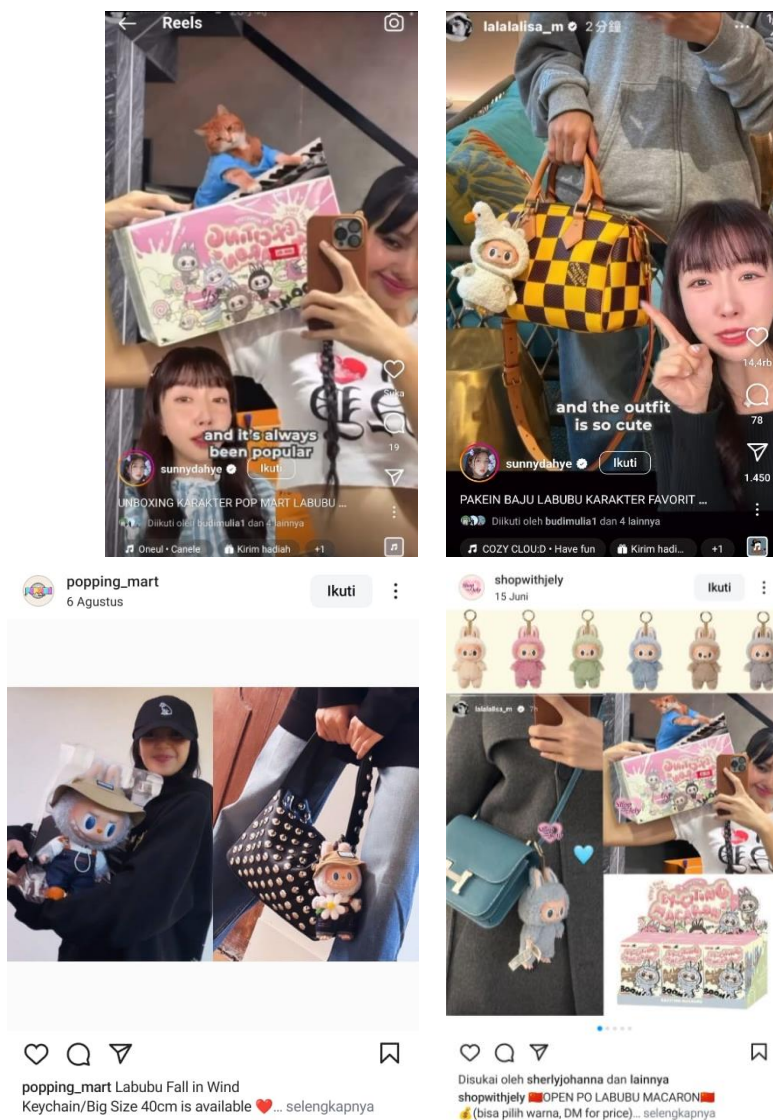 Reels
and it's always
been popular
Suka
19
sunnydahye
Ikuti
UNBOXING KARAKTER POP MART LABUBU ...
Diikuti oleh budimulia1 dan 4 lainnya
Oneul • Canele
Kirim hadiah
+1
lalalalisa_m 2分鐘
and the outfit
is so cute
14,4rb
78
1.450
sunnydahye
Ikuti
PAKEIN BAJU LABUBU KARAKTER FAVORIT ...
Diikuti oleh budimulia1 dan 4 lainnya
COZY CLOU:D • Have fun
Kirim hadi...
+1
popping_mart
6 Agustus
Ikuti
popping_mart Labubu Fall in Wind
Keychain/Big Size 40cm is available ❤️... selengkapnya
shopwithjely
15 Juni
Ikuti
lalalalisa_m
EXCITING
MACARON
Disukai oleh sherlyjohanna dan lainnya
shopwithjely 🇨🇳OPEN PO LABUBU MACARON🇨🇳
💰(bisa pilih warna, DM for price)... selengkapnya